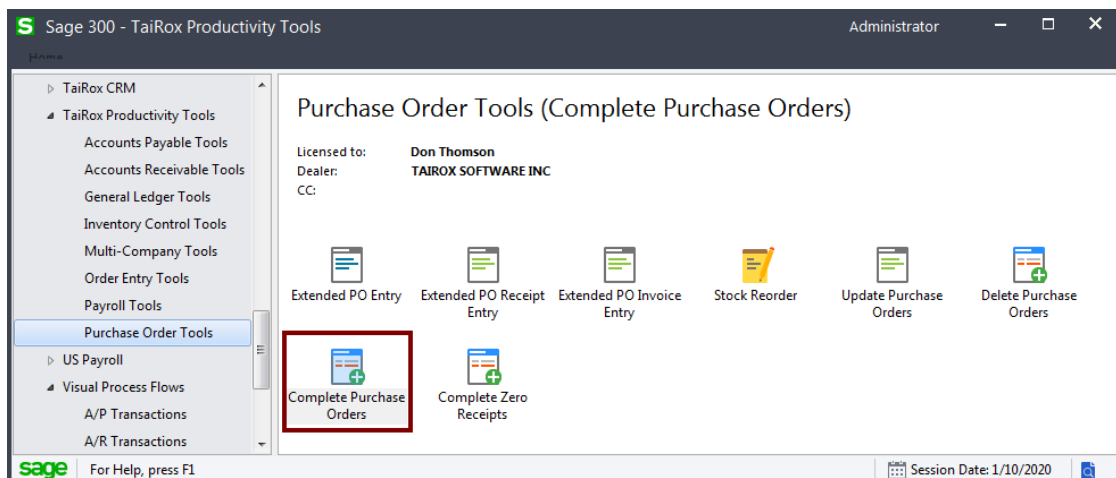 S Sage 300 - TaiRox Productivity Tools Administrator
Home
TaiRox CRM
TaiRox Productivity Tools
Accounts Payable Tools
Accounts Receivable Tools
General Ledger Tools
Inventory Control Tools
Multi-Company Tools
Order Entry Tools
Payroll Tools
Purchase Order Tools
US Payroll
Visual Process Flows
A/P Transactions
A/R Transactions
Purchase Order Tools (Complete Purchase Orders)
Licensed to: Don Thomson
Dealer: TAIROX SOFTWARE INC
CC:
Extended PO Entry
Extended PO Receipt
Entry
Extended PO Invoice
Entry
Stock Reorder
Update Purchase
Orders
Delete Purchase
Orders
Complete Purchase
Orders
Complete Zero
Receipts
sage For Help, press F1 Session Date: 1/10/2020